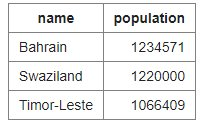 name population
Bahrain 1234571
Swaziland 1220000
Timor-Leste 1066409